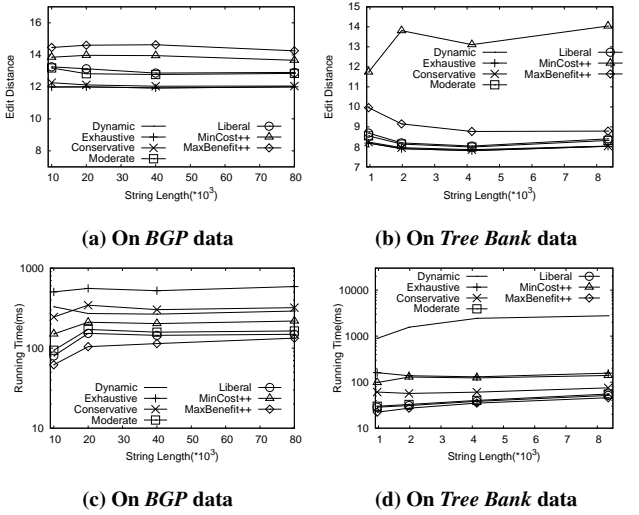 16
14
12
10
8
Edit Distance
Dynamic
Exhaustive
Conservative
Moderate
Liberal
MinCost++
MaxBenefit++
10 20 30 40 50 60 70 80
String Length(*10^3)
(a) On BGP data
15
14
13
12
11
10
9
8
7
Edit Distance
Dynamic
Exhaustive
Conservative
Moderate
Liberal
MinCost++
MaxBenefit++
1 2 3 4 5 6 7 8
String Length(*10^3)
(b) On Tree Bank data
1000
100
10
Running Time(ms)
Dynamic
Exhaustive
Conservative
Moderate
Liberal
MinCost++
MaxBenefit++
10 20 30 40 50 60 70 80
String Length(*10^3)
(c) On BGP data
10000
1000
100
10
Running Time(ms)
Dynamic
Exhaustive
Conservative
Moderate
Liberal
MinCost++
MaxBenefit++
1 2 3 4 5 6 7 8
String Length(*10^3)
(d) On Tree Bank data